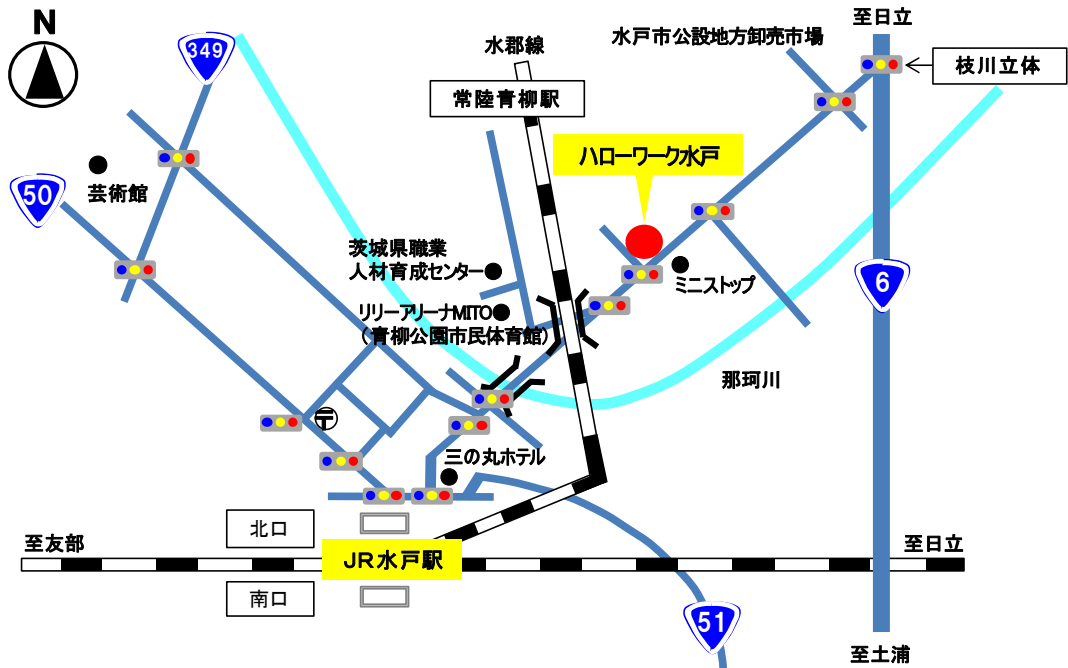 N
349
水郡線
水戸市公設地方卸売市場
至日立
枝川立体
常陸青柳駅
ハローワーク水戸
50
芸術館
茨城県職業
人材育成センター
ミニストップ
6
リリーアリーナMITO
（青柳公園市民体育館）
那珂川
〒
三の丸ホテル
北口
至友部
JR水戸駅
至日立
南口
51
至土浦